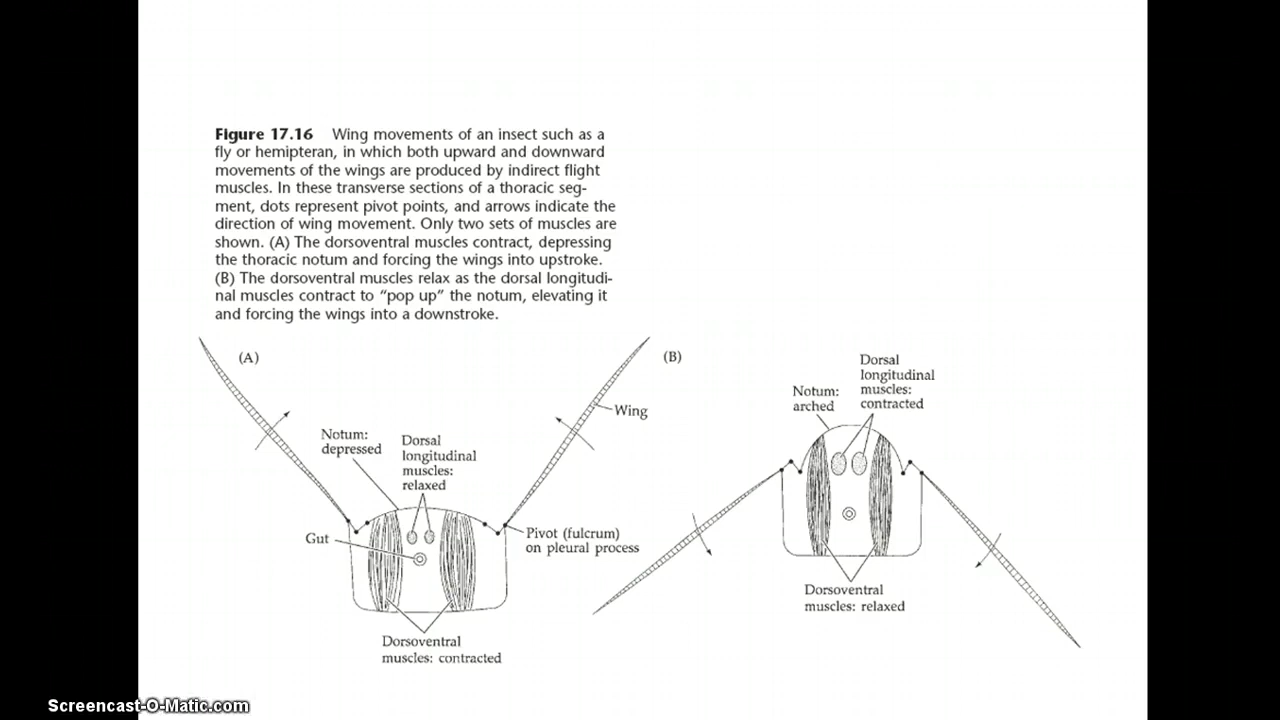 Figure 17.16 Wing movements of an insect such as a
fly or hemipteran, in which both upward and downward
movements of the wings are produced by indirect flight
muscles. In these transverse sections of a thoracic seg-
ment, dots represent pivot points, and arrows indicate the
direction of wing movement. Only two sets of muscles are
shown. (A) The dorsoventral muscles contract, depressing
the thoracic notum and forcing the wings into upstroke.
(B) The dorsoventral muscles relax as the dorsal longitudi-
nal muscles contract to “pop up” the notum, elevating it
and forcing the wings into a downstroke.
(A)
Notum:
depressed
Dorsal
longitudinal
muscles:
relaxed
Wing
Gut
Pivot (fulcrum)
on pleural process
Dorsoventral
muscles: contracted
(B)
Notum:
arched
Dorsal
longitudinal
muscles:
contracted
Dorsoventral
muscles: relaxed
Screencast-O-Matic.com